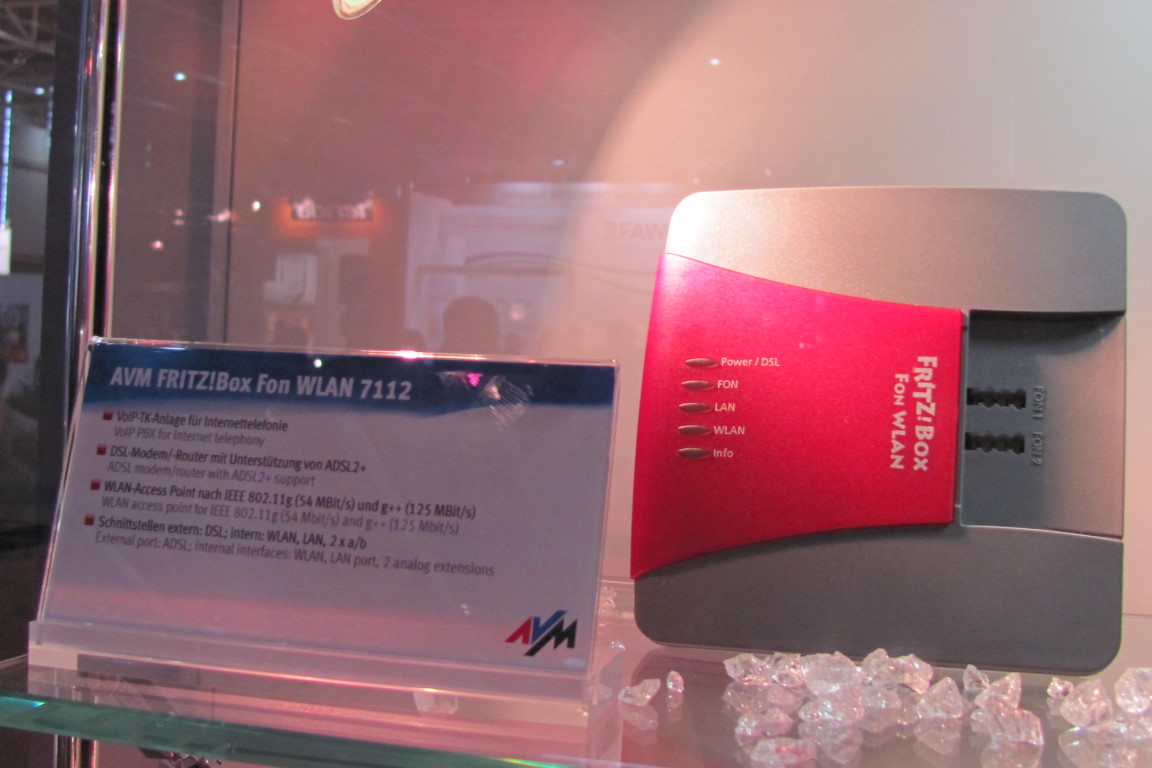 AVM FRITZ!Box Fon WLAN 7112
VoIP-TK-Anlage für Internettelefonie
VoIP PBX for Internet telephony
DSL-Modem/-Router mit Unterstützung von ADSL2+
ADSL modem/router with ADSL2+ support
WLAN-Access Point nach IEEE 802.11g (54 MBit/s) und g++ (125 MBit/s)
WLAN access point for IEEE 802.11g (54 Mbit/s) and g++ (125 Mbit/s)
Schnittstellen extern: DSL; intern: WLAN, LAN, 2 x a/b
External port: ADSL; internal interfaces: WLAN, LAN port, 2 analog extensions
AVM
Power / DSL
FON
LAN
WLAN
Info
FRITZ!Box
Fon WLAN
FON 1
FON 2